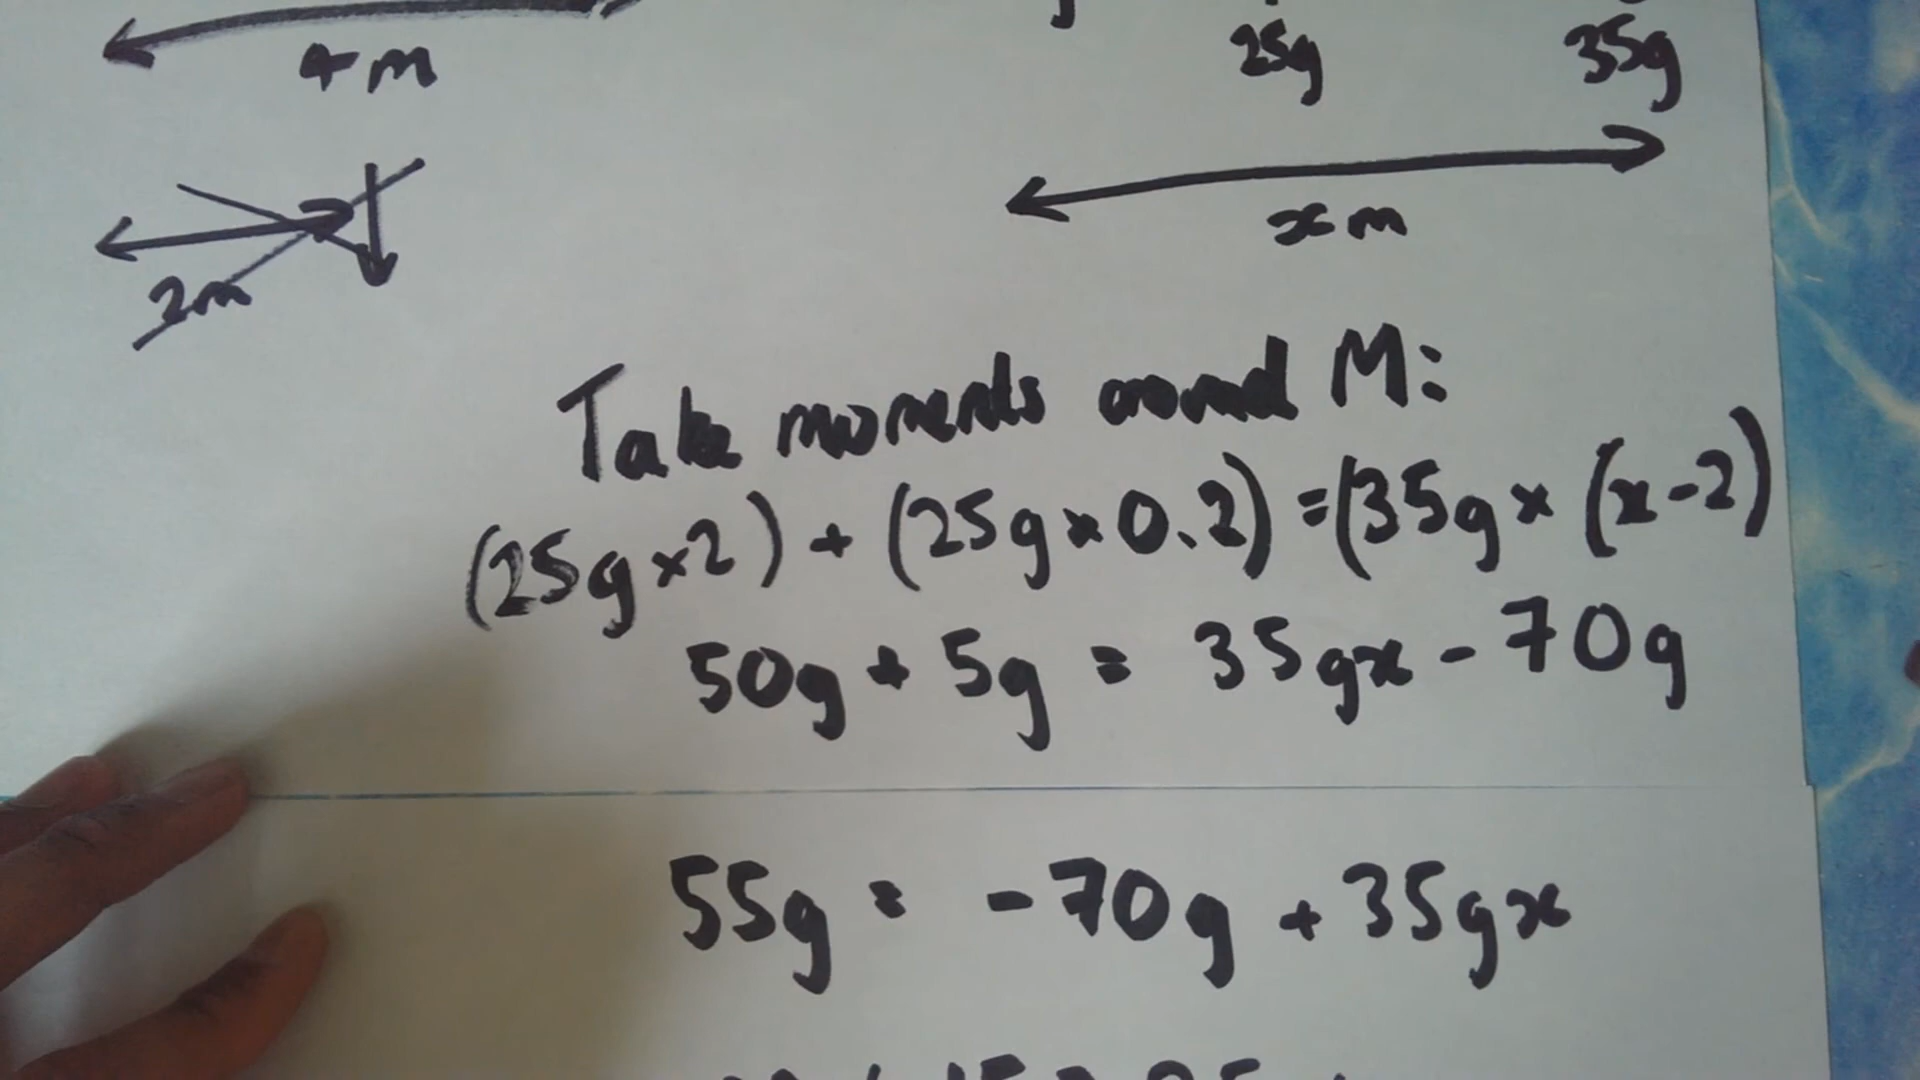 4m
25g
35g
xm
2m
Take moments around M:
(25g×2) + (25g×0.2) = (35g× (x-2)
50g + 5g = 35gx - 70g
55g = -70g + 35gx